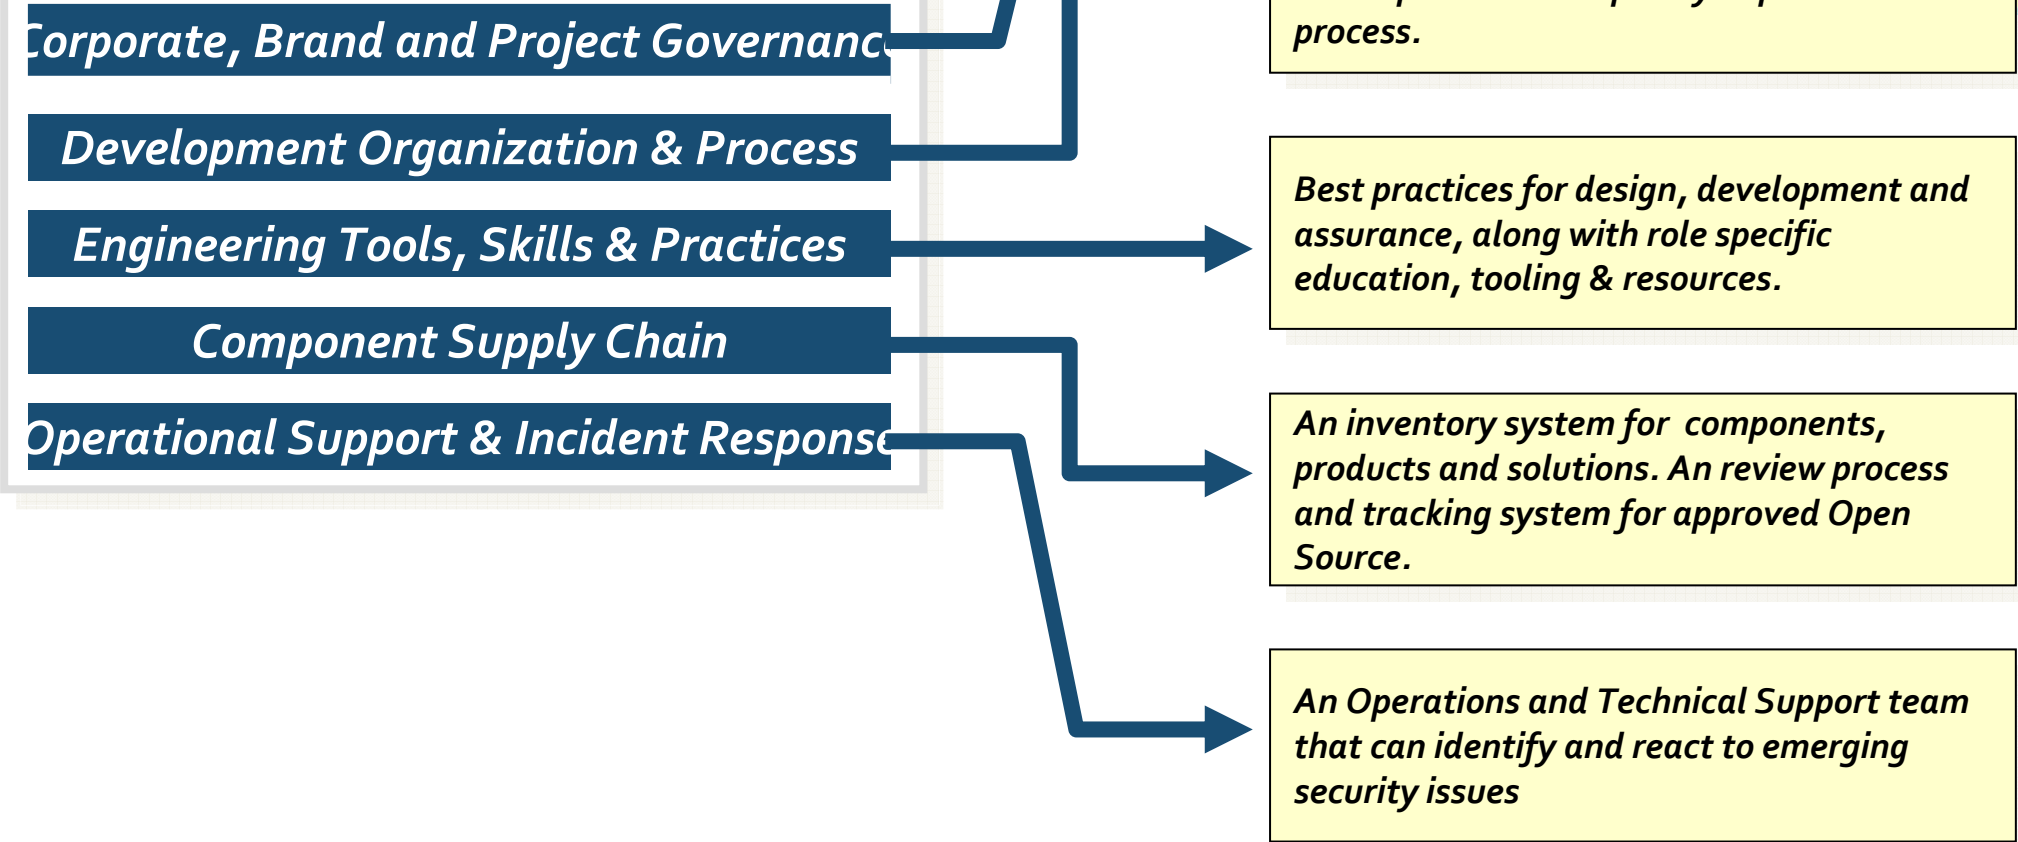 Corporate, Brand and Project Governance
Development Organization & Process
Engineering Tools, Skills & Practices
Component Supply Chain
Operational Support & Incident Response
process.
Best practices for design, development and
assurance, along with role specific
education, tooling & resources.
An inventory system for  components,
products and solutions. An review process
and tracking system for approved Open
Source.
An Operations and Technical Support team
that can identify and react to emerging
security issues